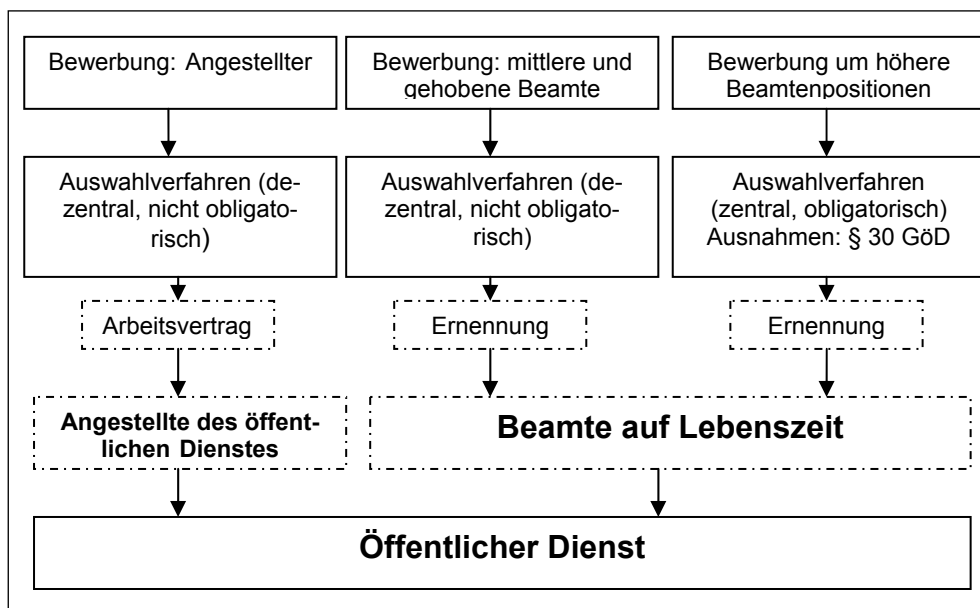 Bewerbung: Angestellter
Bewerbung: mittlere und
gehobene Beamte
Bewerbung um höhere
Beamtenpositionen
Auswahlverfahren (de-
zentral, nicht obligato-
risch)
Auswahlverfahren (de-
zentral, nicht obligato-
risch)
Auswahlverfahren
(zentral, obligatorisch)
Ausnahmen: § 30 GöD
Arbeitsvertrag
Ernennung
Ernennung
Angestellte des öffent-
lichen Dienstes
Beamte auf Lebenszeit
Öffentlicher Dienst